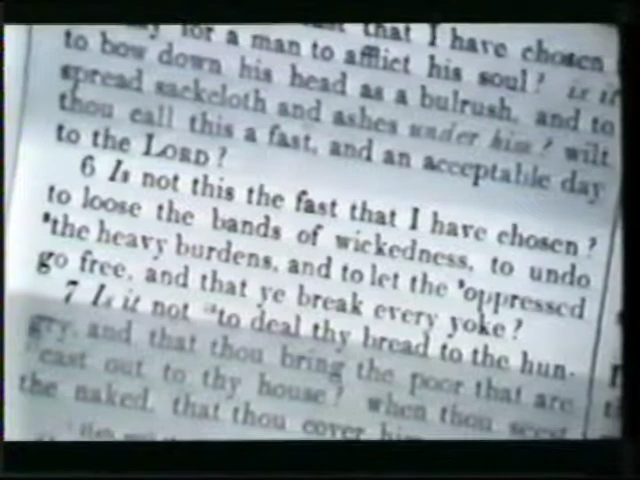 for a man to afflict his soul? is it
to bow down his head as a bulrush, and to
spread sackcloth and ashes under him? wilt
thou call this a fast, and an acceptable day
to the LORD?
6 Is not this the fast that I have chosen?
to loose the bands of wickedness, to undo
the heavy burdens, and to let the oppressed
go free, and that ye break every yoke?
7 Is it not to deal thy bread to the hun-
gry, and that thou bring the poor that are
cast out to thy house? when thou seest
the naked, that thou cover